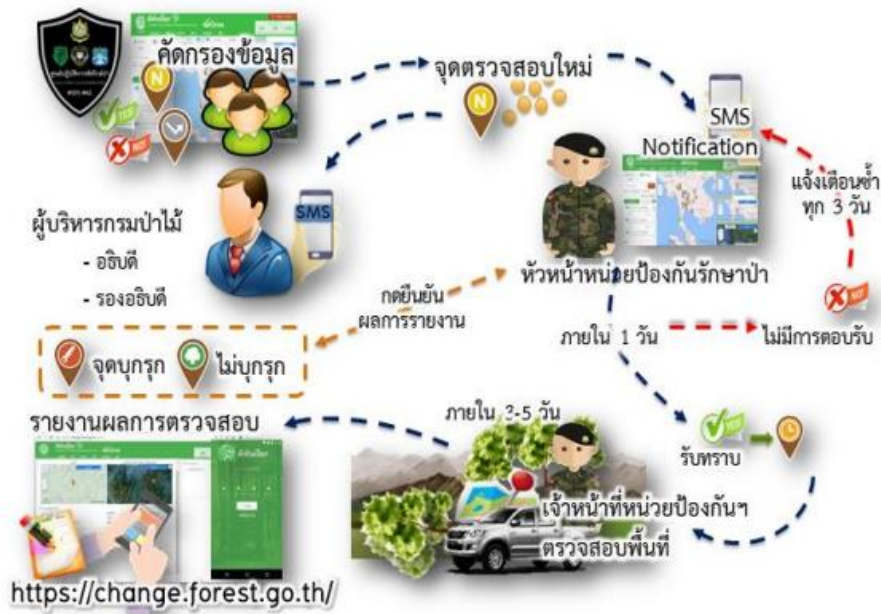 คัดกรองข้อมูล
N
YES
NOT
จุดตรวจสอบใหม่
N
SMS
Notification
แจ้งเตือนซ้ำ
ทุก 3 วัน
SMS
ผู้บริหารกรมป่าไม้
- อธิบดี
- รองอธิบดี
หัวหน้าหน่วยป้องกันรักษาป่า
กดยืนยัน
ผลการรายงาน
ภายใน 1 วัน
NOT
ไม่มีการตอบรับ
จุดบุกรุก
ไม่บุกรุก
รายงานผลการตรวจสอบ
ภายใน 3-5 วัน
YES
รับทราบ
เจ้าหน้าที่หน่วยป้องกันฯ
ตรวจสอบพื้นที่
https://change.forest.go.th/